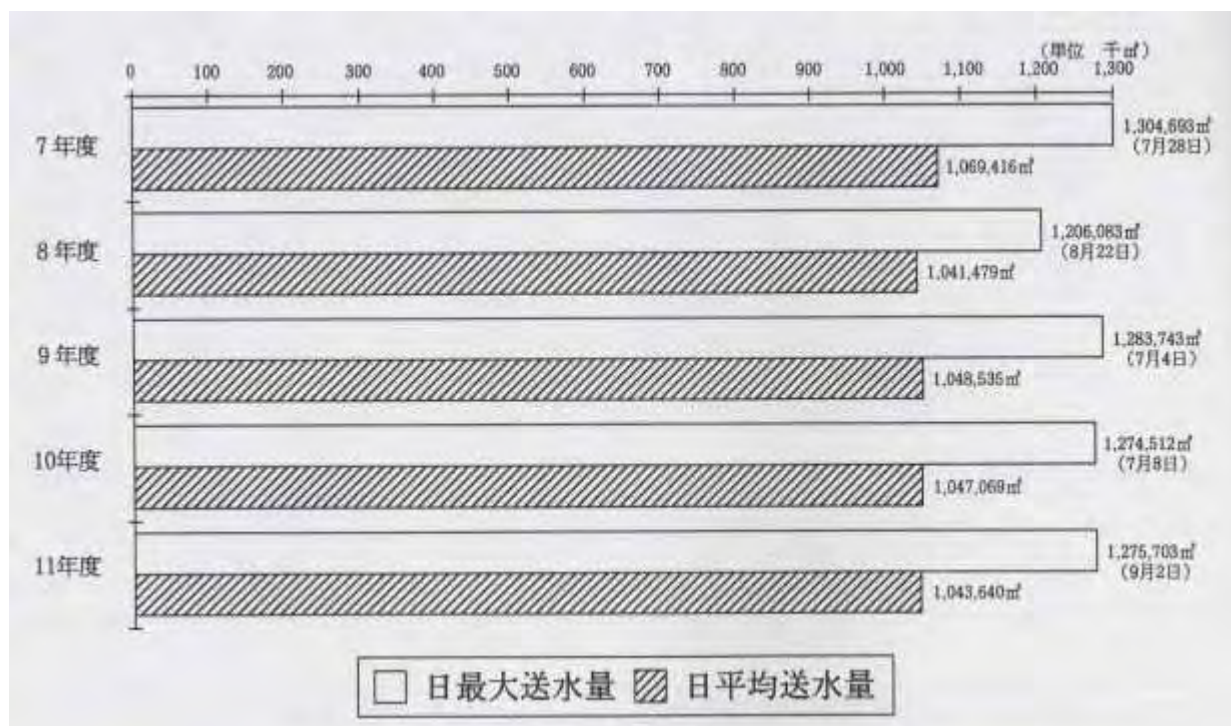 （単位 千㎥）
0 100 200 300 400 500 600 700 800 900 1,000 1,100 1,200 1,300
7年度
1,304,693㎥
（7月28日）
1,069,416㎥
8年度
1,206,083㎥
（8月22日）
1,041,479㎥
9年度
1,283,743㎥
（7月4日）
1,048,535㎥
10年度
1,274,512㎥
（7月8日）
1,047,069㎥
11年度
1,275,703㎥
（9月2日）
1,043,640㎥
日最大送水量 日平均送水量